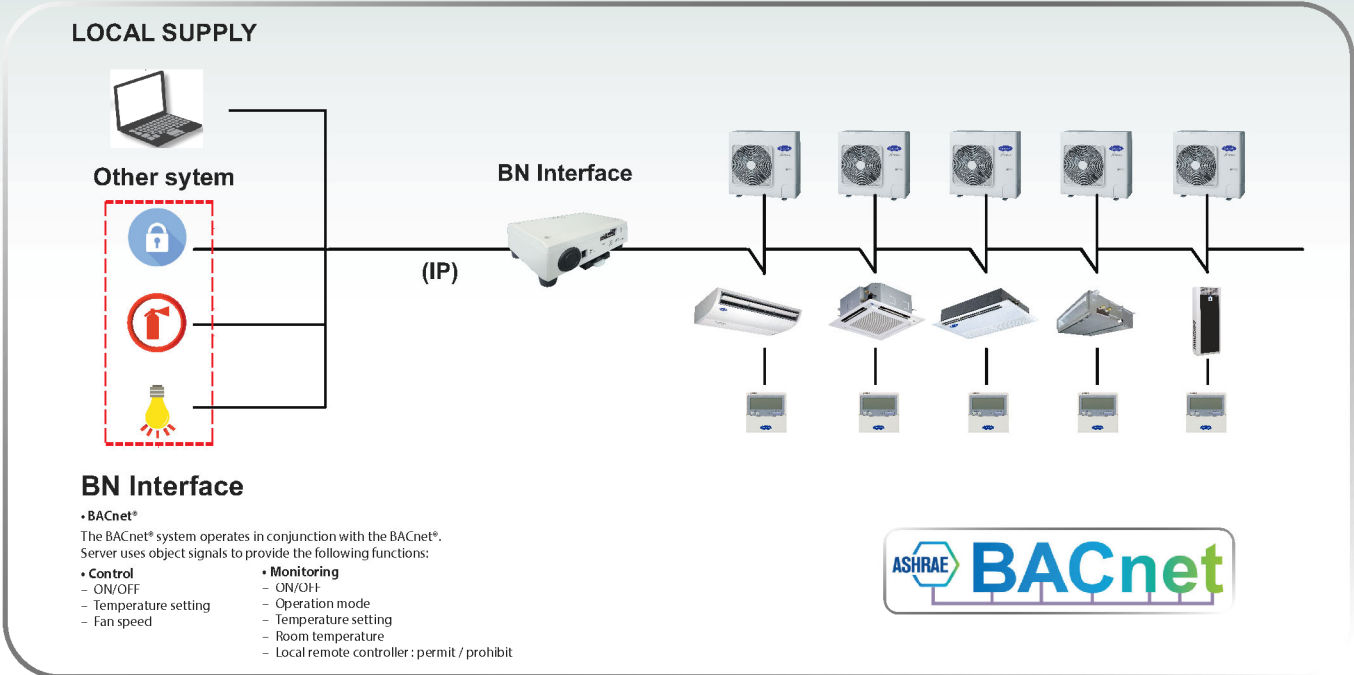 LOCAL SUPPLY
Other sytem
BN Interface
(IP)
BN Interface
• BACnet®
The BACnet® system operates in conjunction with the BACnet®.
Server uses object signals to provide the following functions:
• Control
– ON/OFF
– Temperature setting
– Fan speed
• Monitoring
– ON/OFF
– Operation mode
– Temperature setting
– Room temperature
– Local remote controller : permit / prohibit
ASHRAE BACnet